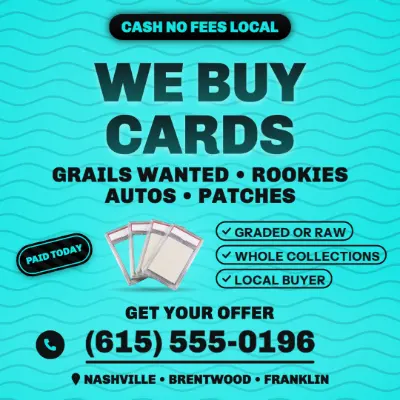 CASH NO FEES LOCAL
WE BUY
CARDS
GRAILS WANTED • ROOKIES
AUTOS • PATCHES
PAID TODAY
GRADED OR RAW
WHOLE COLLECTIONS
LOCAL BUYER
GET YOUR OFFER
(615) 555-0196
NASHVILLE • BRENTWOOD • FRANKLIN